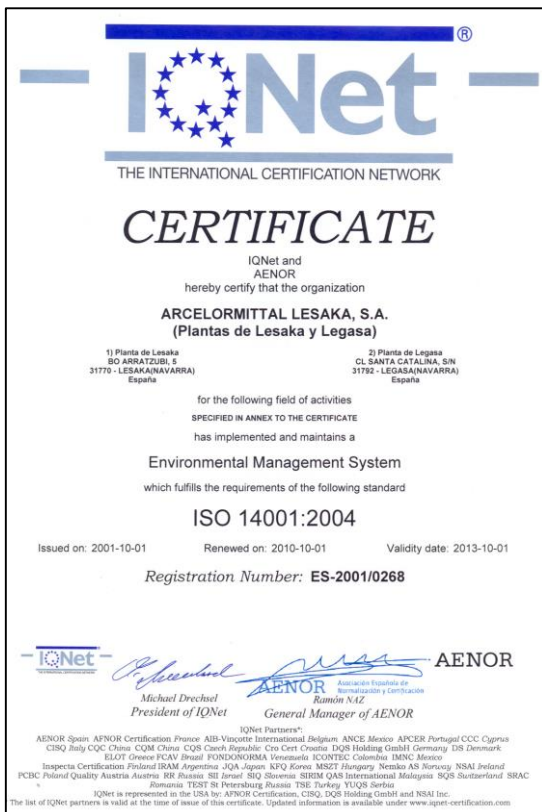 IQNet ®
THE INTERNATIONAL CERTIFICATION NETWORK
CERTIFICATE
IQNet and
AENOR
hereby certify that the organization
ARCELORMITTAL LESAKA, S.A.
(Plantas de Lesaka y Legasa)
1) Planta de Lesaka
BO ARRATZUBI, 5
31770 - LESAKA(NAVARRA)
España
2) Planta de Legasa
CL SANTA CATALINA, S/N
31792 - LEGASA(NAVARRA)
España
for the following field of activities
SPECIFIED IN ANNEX TO THE CERTIFICATE
has implemented and maintains a
Environmental Management System
which fulfills the requirements of the following standard
ISO 14001:2004
Issued on: 2001-10-01 Renewed on: 2010-10-01 Validity date: 2013-10-01
Registration Number: ES-2001/0268
IQNet
AENOR Asociación Española de
Normalización y Certificación
AENOR
Michael Drechsel
President of IQNet
Ramón NAZ
General Manager of AENOR
IQNet Partners*:
AENOR Spain AFNOR Certification France AIB-Vinçotte International Belgium ANCE Mexico APCER Portugal CCC Cyprus
CISQ Italy CQC China CQM China CQS Czech Republic Cro Cert Croatia DQS Holding GmbH Germany DS Denmark
ELOT Greece FCAV Brazil FONDONORMA Venezuela ICONTEC Colombia IMNC Mexico
Inspecta Certification Finland IRAM Argentina JQA Japan KFQ Korea MSZT Hungary Nemko AS Norway NSAI Ireland
PCBC Poland Quality Austria Austria RR Russia SII Israel SIQ Slovenia SIRIM QAS International Malaysia SQS Switzerland SRAC
Romania TEST St Petersburg Russia TSE Turkey YUQS Serbia
IQNet is represented in the USA by: AFNOR Certification, CISQ, DQS Holding GmbH and NSAI Inc.
The list of IQNet partners is valid at the time of issue of this certificate. Updated information is available under www.iqnet-certification.com